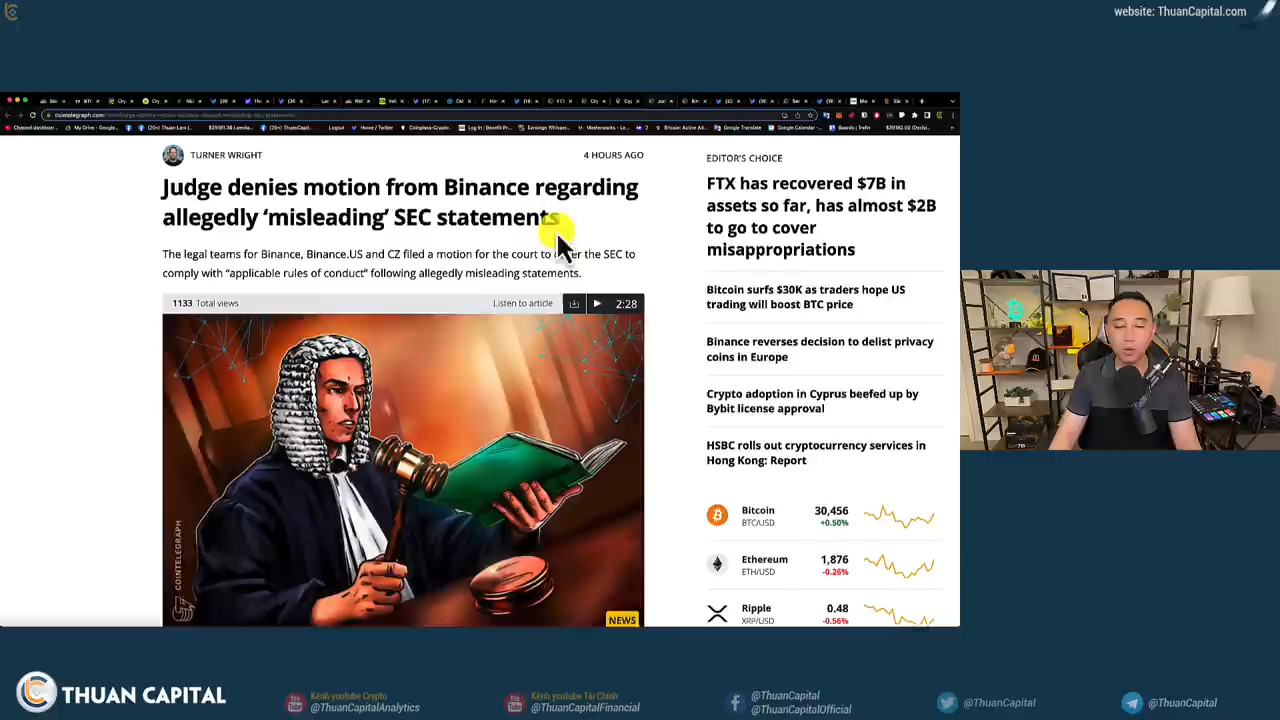 website: ThuanCapital.com
TURNER WRIGHT
4 HOURS AGO
Judge denies motion from Binance regarding
allegedly ‘misleading’ SEC statements
The legal teams for Binance, Binance.US and CZ filed a motion for the court to the SEC to
comply with “applicable rules of conduct” following allegedly misleading statements.
1133 Total views
Listen to article
2:28
COINTELEGRAPH
NEWS
EDITOR'S CHOICE
FTX has recovered $7B in
assets so far, has almost $2B
to go to cover
misappropriations
Bitcoin surfs $30K as traders hope US
trading will boost BTC price
Binance reverses decision to delist privacy
coins in Europe
Crypto adoption in Cyprus beefed up by
Bybit license approval
HSBC rolls out cryptocurrency services in
Hong Kong: Report
Bitcoin 30,456
BTC/USD +0.50%
Ethereum 1,876
ETH/USD -0.26%
Ripple 0.48
XRP/USD -0.56%
THUAN CAPITAL
Kênh youtube Crypto
@ThuanCapitalAnalytics
Kênh youtube Tài Chính
@ThuanCapitalFinancial
@ThuanCapital
@ThuanCapitalOfficial
@ThuanCapital
@ThuanCapital